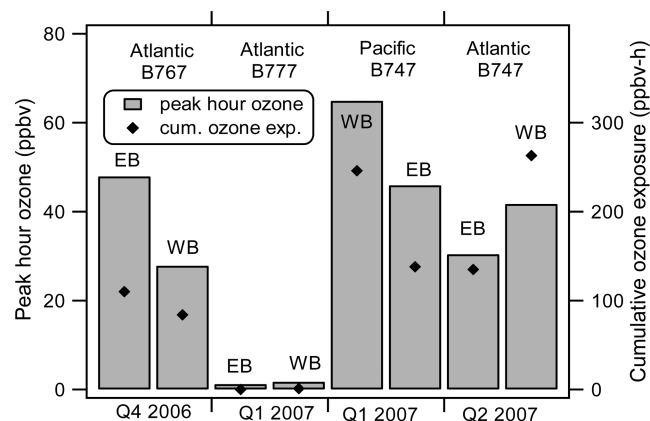 80
60
40
20
0
Peak hour ozone (ppbv)
Atlantic
B767
Atlantic
B777
Pacific
B747
Atlantic
B747
peak hour ozone
cum. ozone exp.
EB
WB
EB
WB
WB
EB
EB
WB
300
200
100
0
Cumulative ozone exposure (ppbv-h)
Q4 2006
Q1 2007
Q1 2007
Q2 2007